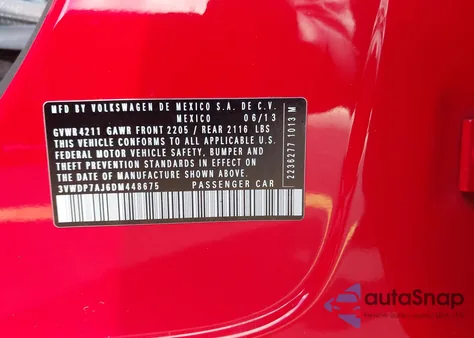 MFD BY VOLKSWAGEN DE MEXICO S.A. DE C.V.
MEXICO 06/13
GVWR 4211 GAWR FRONT 2205 / REAR 2116 LBS
THIS VEHICLE CONFORMS TO ALL APPLICABLE U.S.
FEDERAL MOTOR VEHICLE SAFETY, BUMPER AND
THEFT PREVENTION STANDARDS IN EFFECT ON
THE DATE OF MANUFACTURE SHOWN ABOVE.
3VWDP7AJ6DM448675 PASSENGER CAR
2236277 1013 M
autoSnap